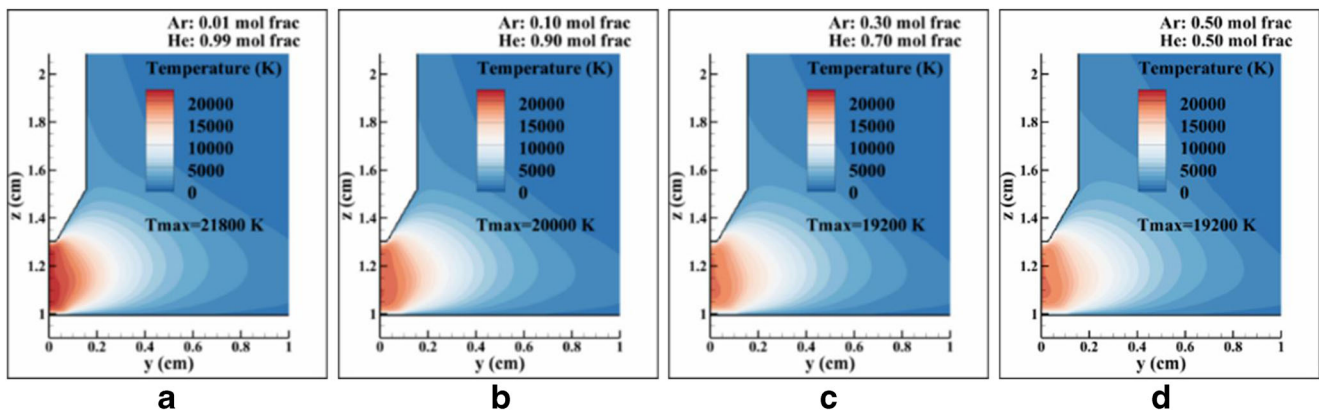 Ar: 0.01 mol frac
He: 0.99 mol frac
Temperature (K)
20000
15000
10000
5000
0
Tmax=21800 K
2
1.8
1.6
1.4
1.2
1
z (cm)
0 0.2 0.4 0.6 0.8 1
y (cm)
a
Ar: 0.10 mol frac
He: 0.90 mol frac
Temperature (K)
20000
15000
10000
5000
0
Tmax=20000 K
2
1.8
1.6
1.4
1.2
1
z (cm)
0 0.2 0.4 0.6 0.8 1
y (cm)
b
Ar: 0.30 mol frac
He: 0.70 mol frac
Temperature (K)
20000
15000
10000
5000
0
Tmax=19200 K
2
1.8
1.6
1.4
1.2
1
z (cm)
0 0.2 0.4 0.6 0.8 1
y (cm)
c
Ar: 0.50 mol frac
He: 0.50 mol frac
Temperature (K)
20000
15000
10000
5000
0
Tmax=19200 K
2
1.8
1.6
1.4
1.2
1
z (cm)
0 0.2 0.4 0.6 0.8 1
y (cm)
d